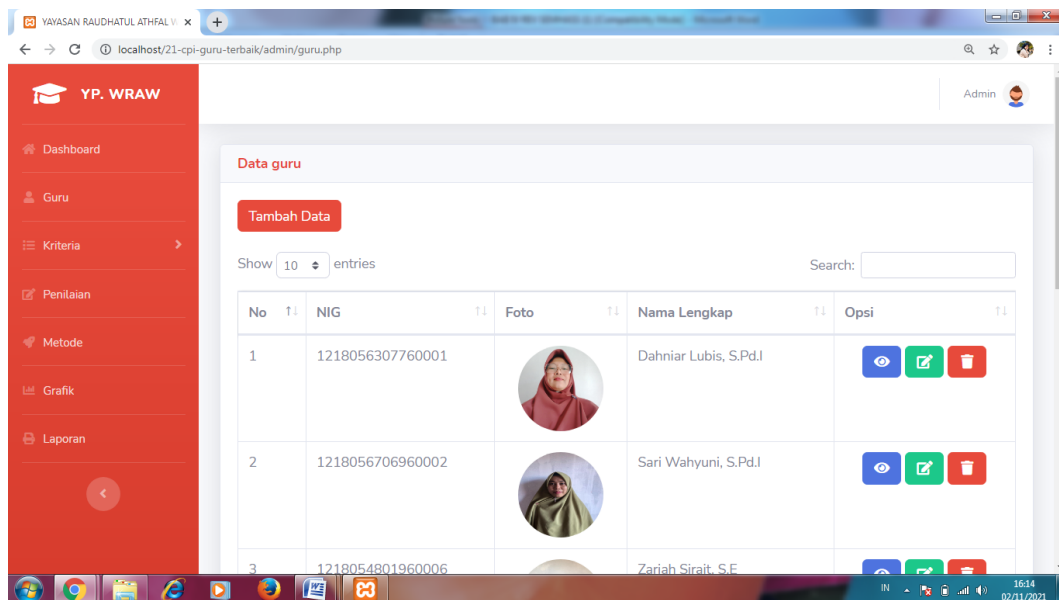 YAYASAN RAUDHATUL ATHFAL W
localhost/21-cpi-guru-terbaik/admin/guru.php
YP. WRAW
Admin
Dashboard
Guru
Kriteria
Penilaian
Metode
Grafik
Laporan
Data guru
Tambah Data
Show 10 entries
Search:
No NIG Foto Nama Lengkap Opsi
1 1218056307760001 Dahniar Lubis, S.Pd.I
2 1218056706960002 Sari Wahyuni, S.Pd.I
3 1218054801960006 Zariah Sirait, S.E
IN
16:14
02/11/2021